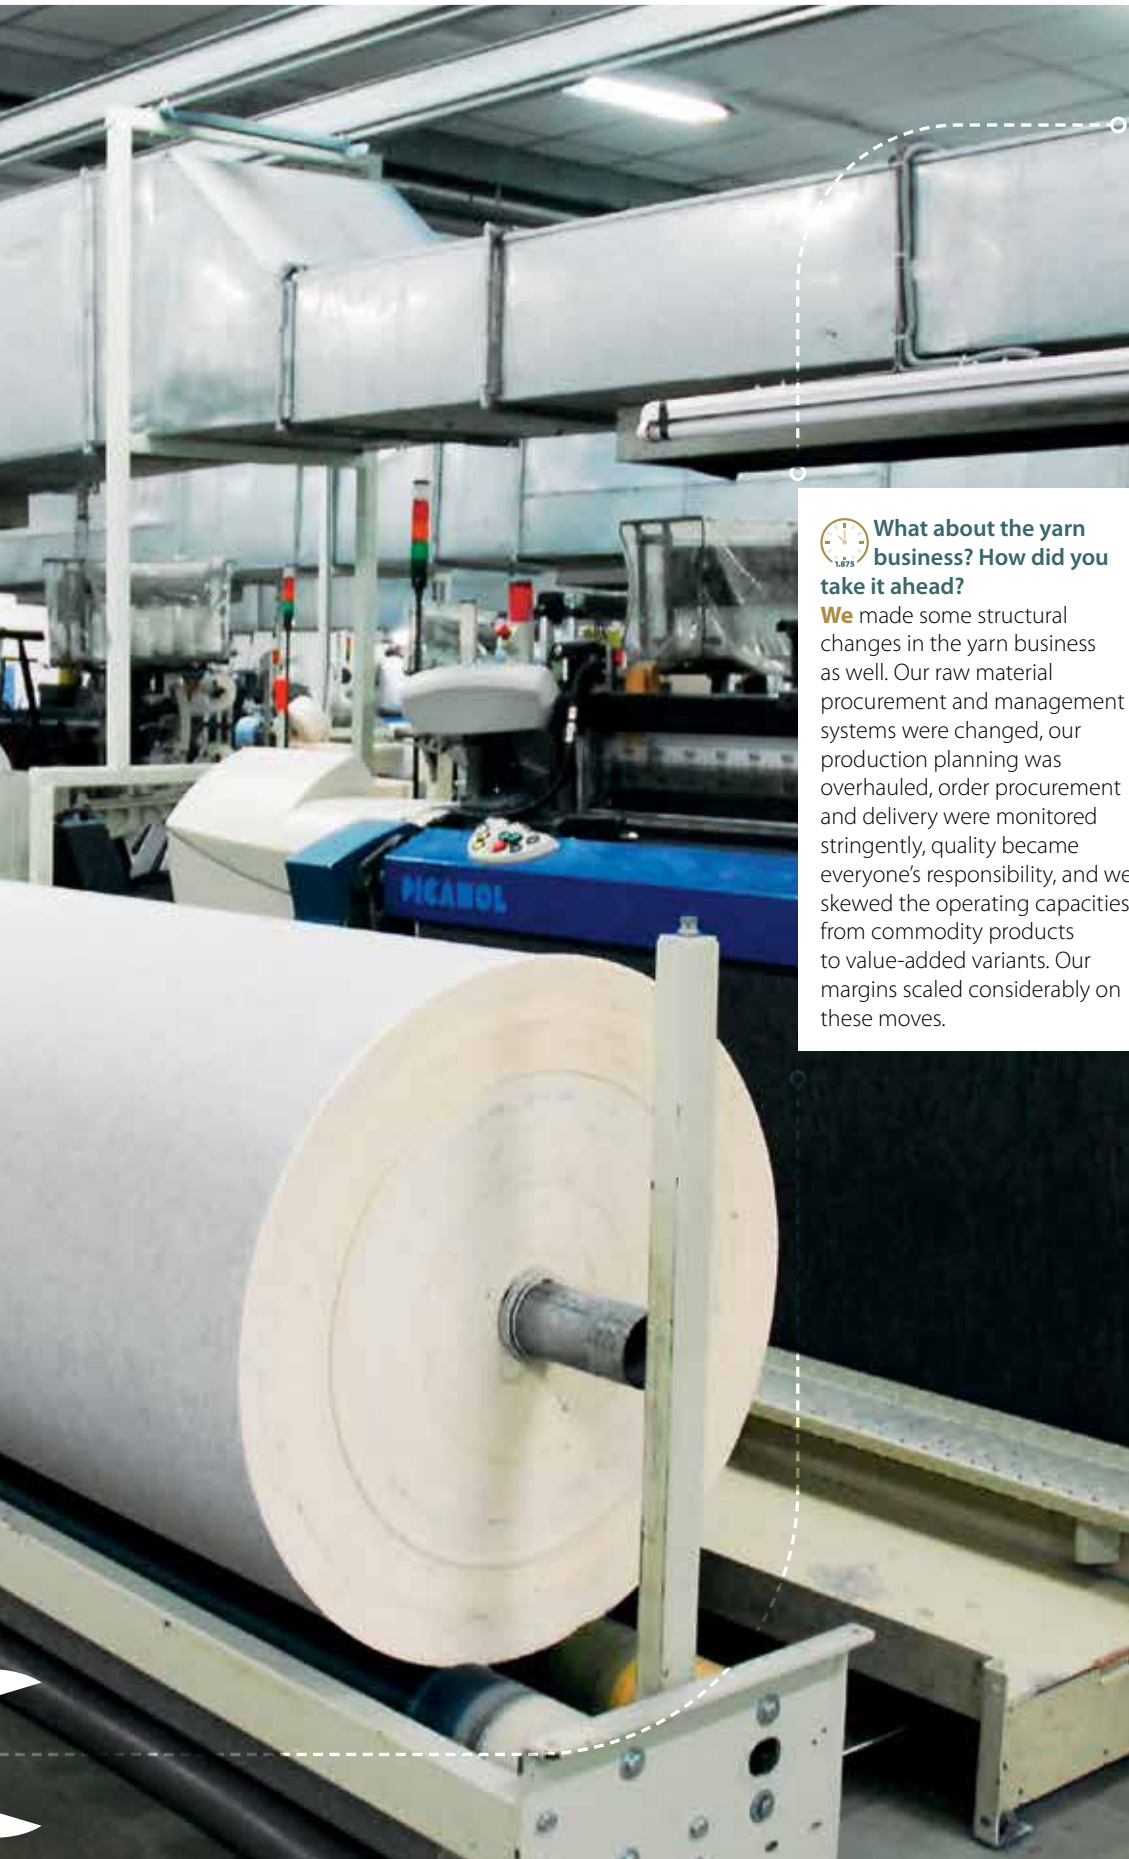 PICANOL
1.875
What about the yarn
business? How did you
take it ahead?
We made some structural
changes in the yarn business
as well. Our raw material
procurement and management
systems were changed, our
production planning was
overhauled, order procurement
and delivery were monitored
stringently, quality became
everyone’s responsibility, and we
skewed the operating capacities
from commodity products
to value-added variants. Our
margins scaled considerably on
these moves.